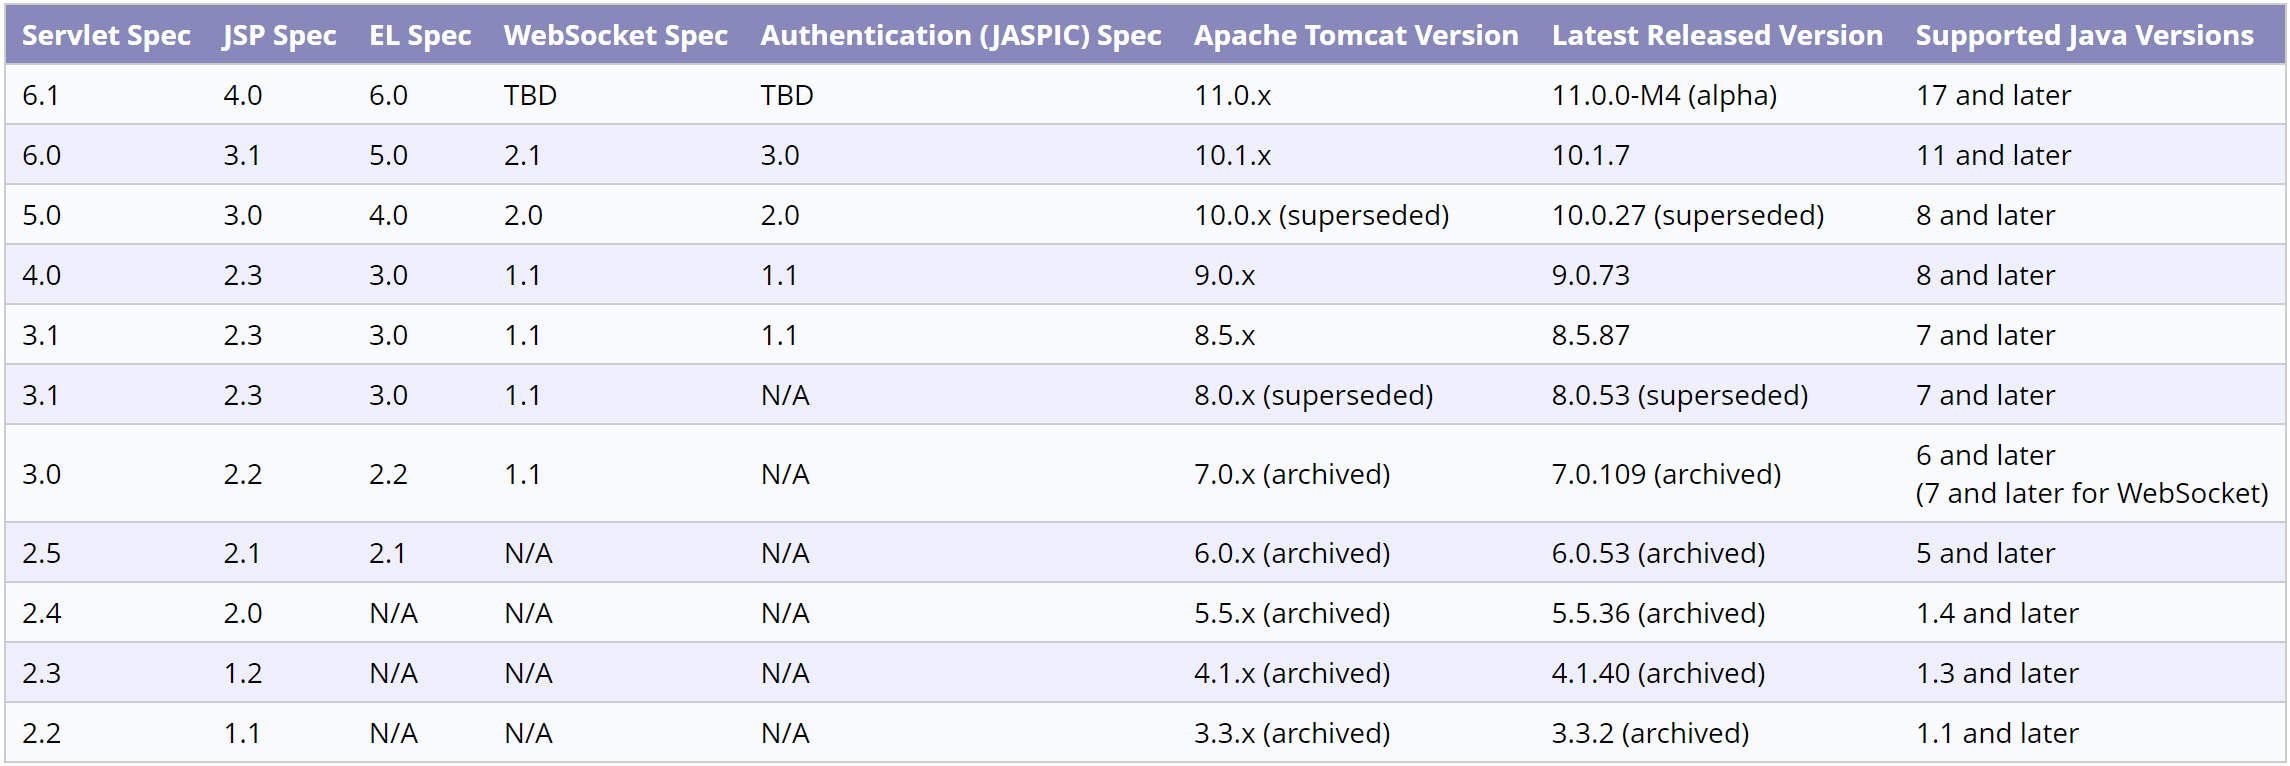 Servlet Spec JSP Spec EL Spec WebSocket Spec Authentication (JASPIC) Spec Apache Tomcat Version Latest Released Version Supported Java Versions
6.1 4.0 6.0 TBD TBD 11.0.x 11.0.0-M4 (alpha) 17 and later
6.0 3.1 5.0 2.1 3.0 10.1.x 10.1.7 11 and later
5.0 3.0 4.0 2.0 2.0 10.0.x (superseded) 10.0.27 (superseded) 8 and later
4.0 2.3 3.0 1.1 1.1 9.0.x 9.0.73 8 and later
3.1 2.3 3.0 1.1 1.1 8.5.x 8.5.87 7 and later
3.1 2.3 3.0 1.1 N/A 8.0.x (superseded) 8.0.53 (superseded) 7 and later
3.0 2.2 2.2 1.1 N/A 7.0.x (archived) 7.0.109 (archived) 6 and later
(7 and later for WebSocket)
2.5 2.1 2.1 N/A N/A 6.0.x (archived) 6.0.53 (archived) 5 and later
2.4 2.0 N/A N/A N/A 5.5.x (archived) 5.5.36 (archived) 1.4 and later
2.3 1.2 N/A N/A N/A 4.1.x (archived) 4.1.40 (archived) 1.3 and later
2.2 1.1 N/A N/A N/A 3.3.x (archived) 3.3.2 (archived) 1.1 and later